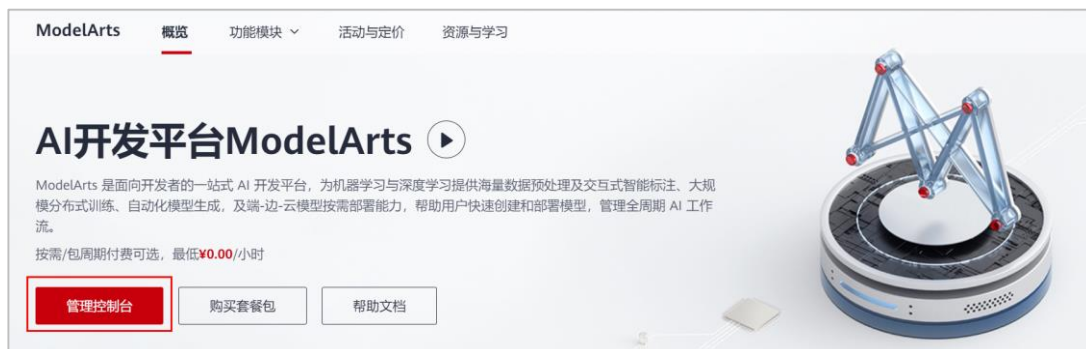 ModelArts 概览 功能模块 活动与定价 资源与学习
AI开发平台ModelArts
ModelArts 是面向开发者的一站式 AI 开发平台，为机器学习与深度学习提供海量数据预处理及交互式智能标注、大规
模分布式训练、自动化模型生成，及端-边-云模型按需部署能力，帮助用户快速创建和部署模型，管理全周期 AI 工作
流。
按需/包周期付费可选，最低¥0.00/小时
管理控制台 购买套餐包 帮助文档